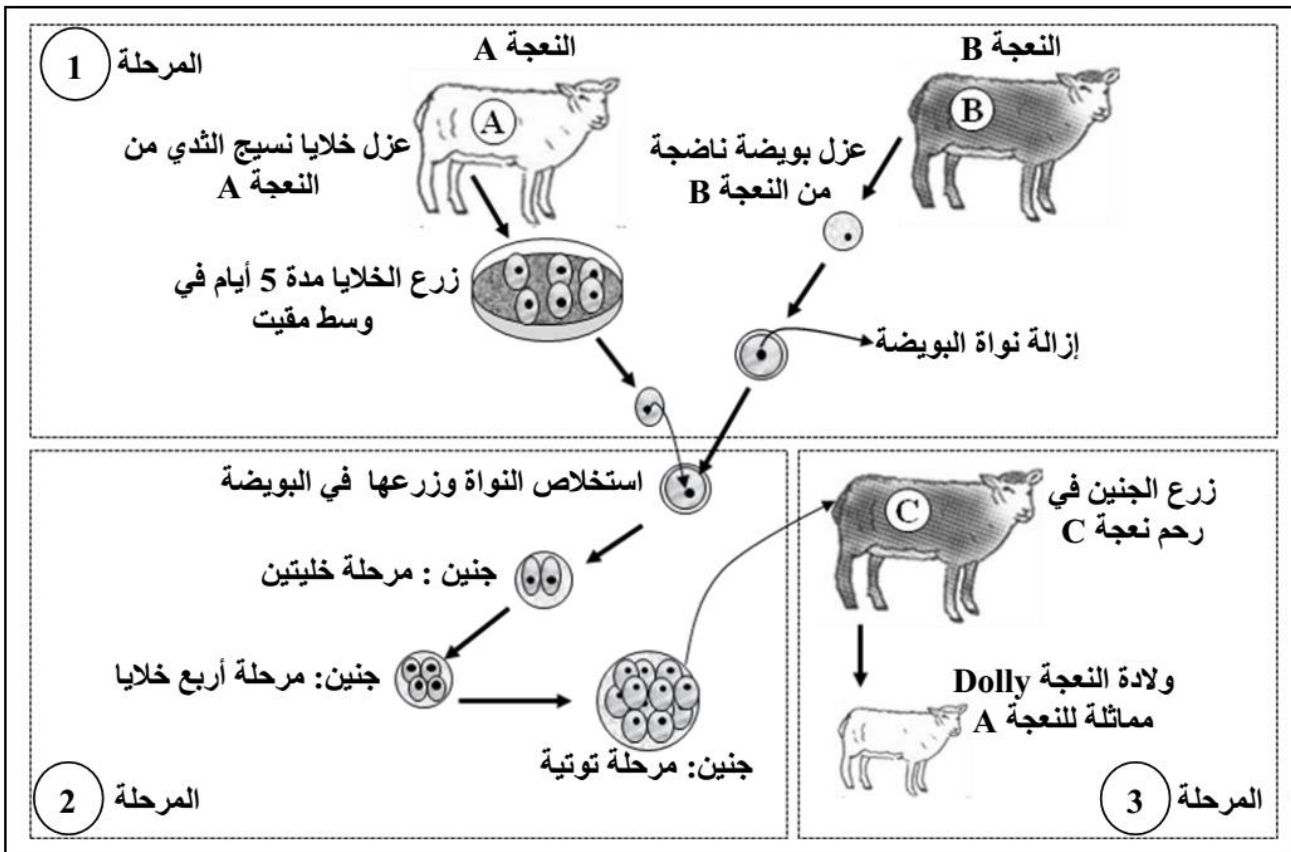 المرحلة 1
النعجة A
النعجة B
A
B
عزل خلايا نسيج الثدي من
النعجة A
عزل بويضة ناضجة
من النعجة B
زرع الخلايا مدة 5 أيام في
وسط مقيت
إزالة نواة البويضة
استخلاص النواة وزرعها في البويضة
جنين : مرحلة خليتين
جنين: مرحلة أربع خلايا
جنين: مرحلة توتية
المرحلة 2
C
زرع الجنين في
رحم نعجة C
ولادة النعجة Dolly
مماثلة للنعجة A
المرحلة 3